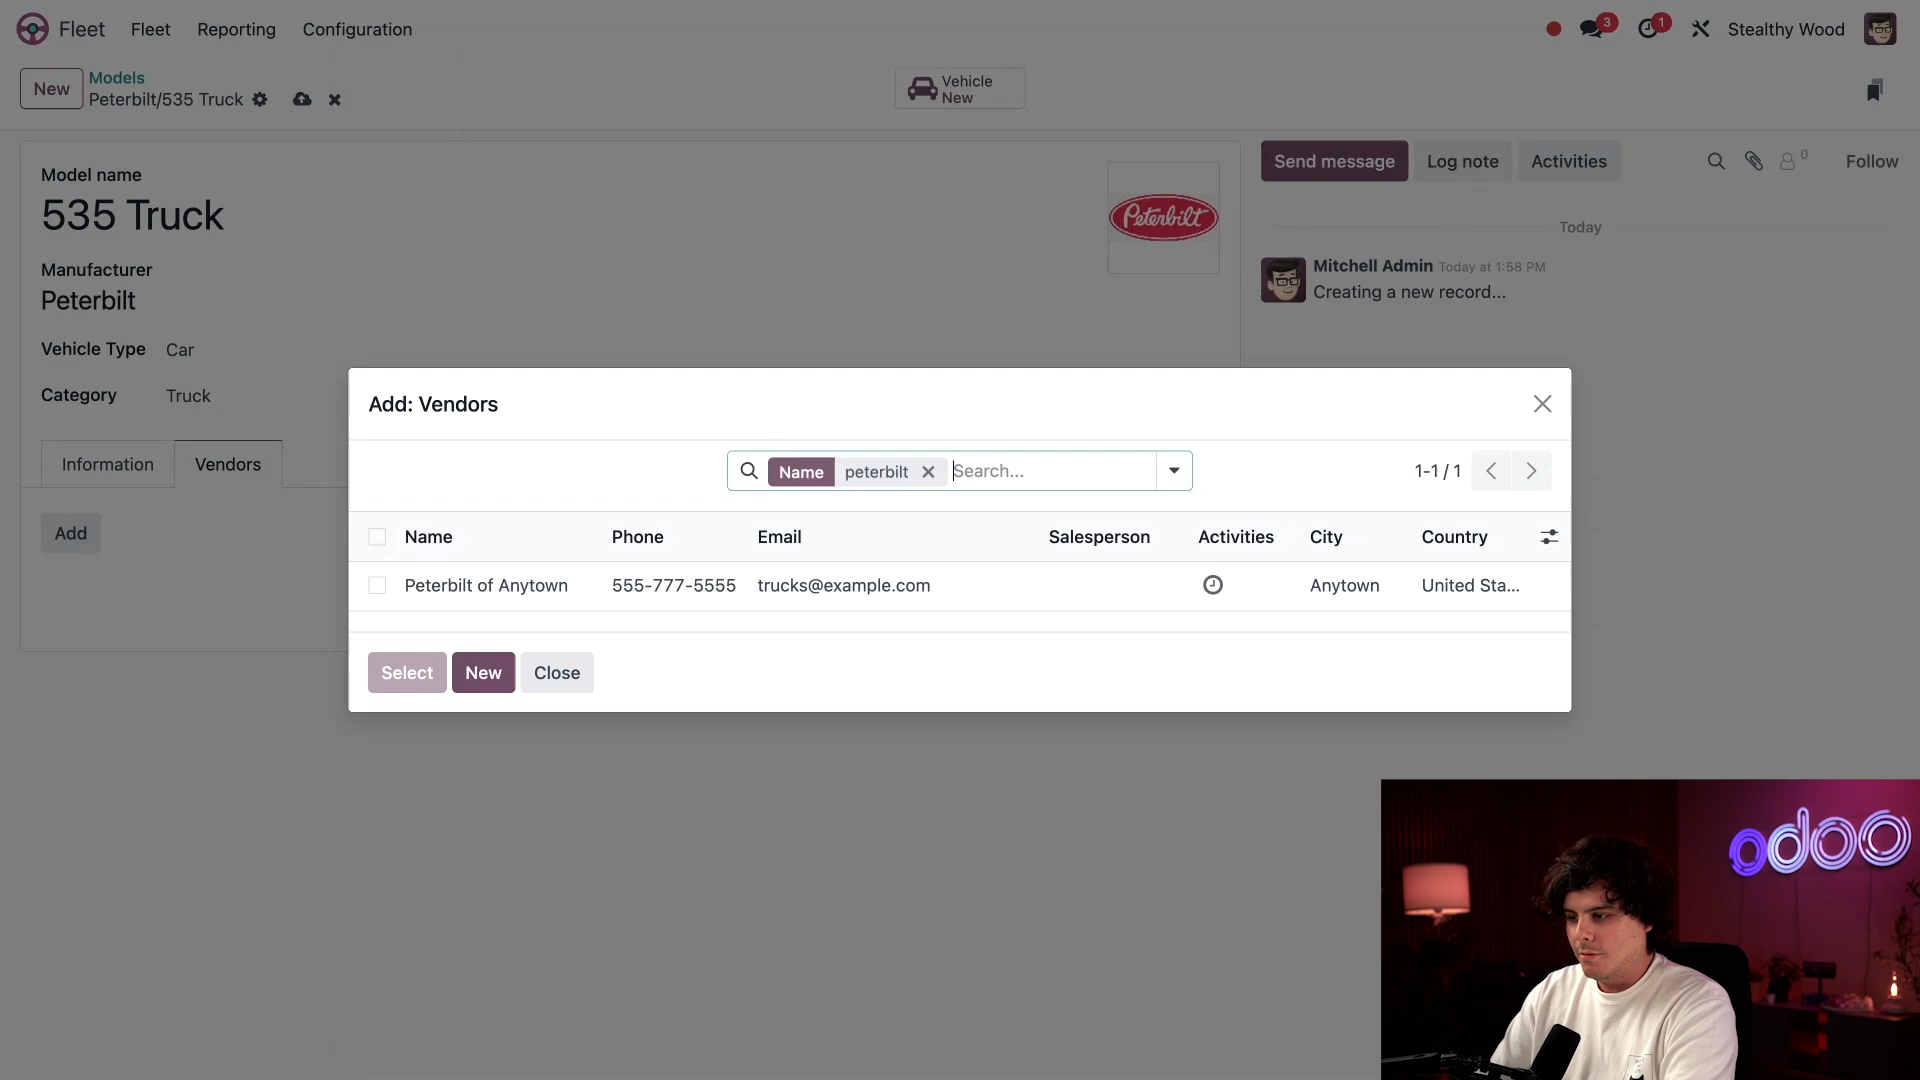 Fleet
Fleet
Reporting
Configuration
3
1
Stealthy Wood
New
Models
Peterbilt/535 Truck
Vehicle
New
Model name
535 Truck
Peterbilt
Manufacturer
Peterbilt
Vehicle Type
Car
Category
Truck
Information
Vendors
Add
Send message
Log note
Activities
0
Follow
Today
Mitchell Admin Today at 1:58 PM
Creating a new record...
Add: Vendors
Name peterbilt Search...
1-1 / 1
Name Phone Email Salesperson Activities City Country
Peterbilt of Anytown 555-777-5555 trucks@example.com Anytown United Sta...
Select New Close
odoo